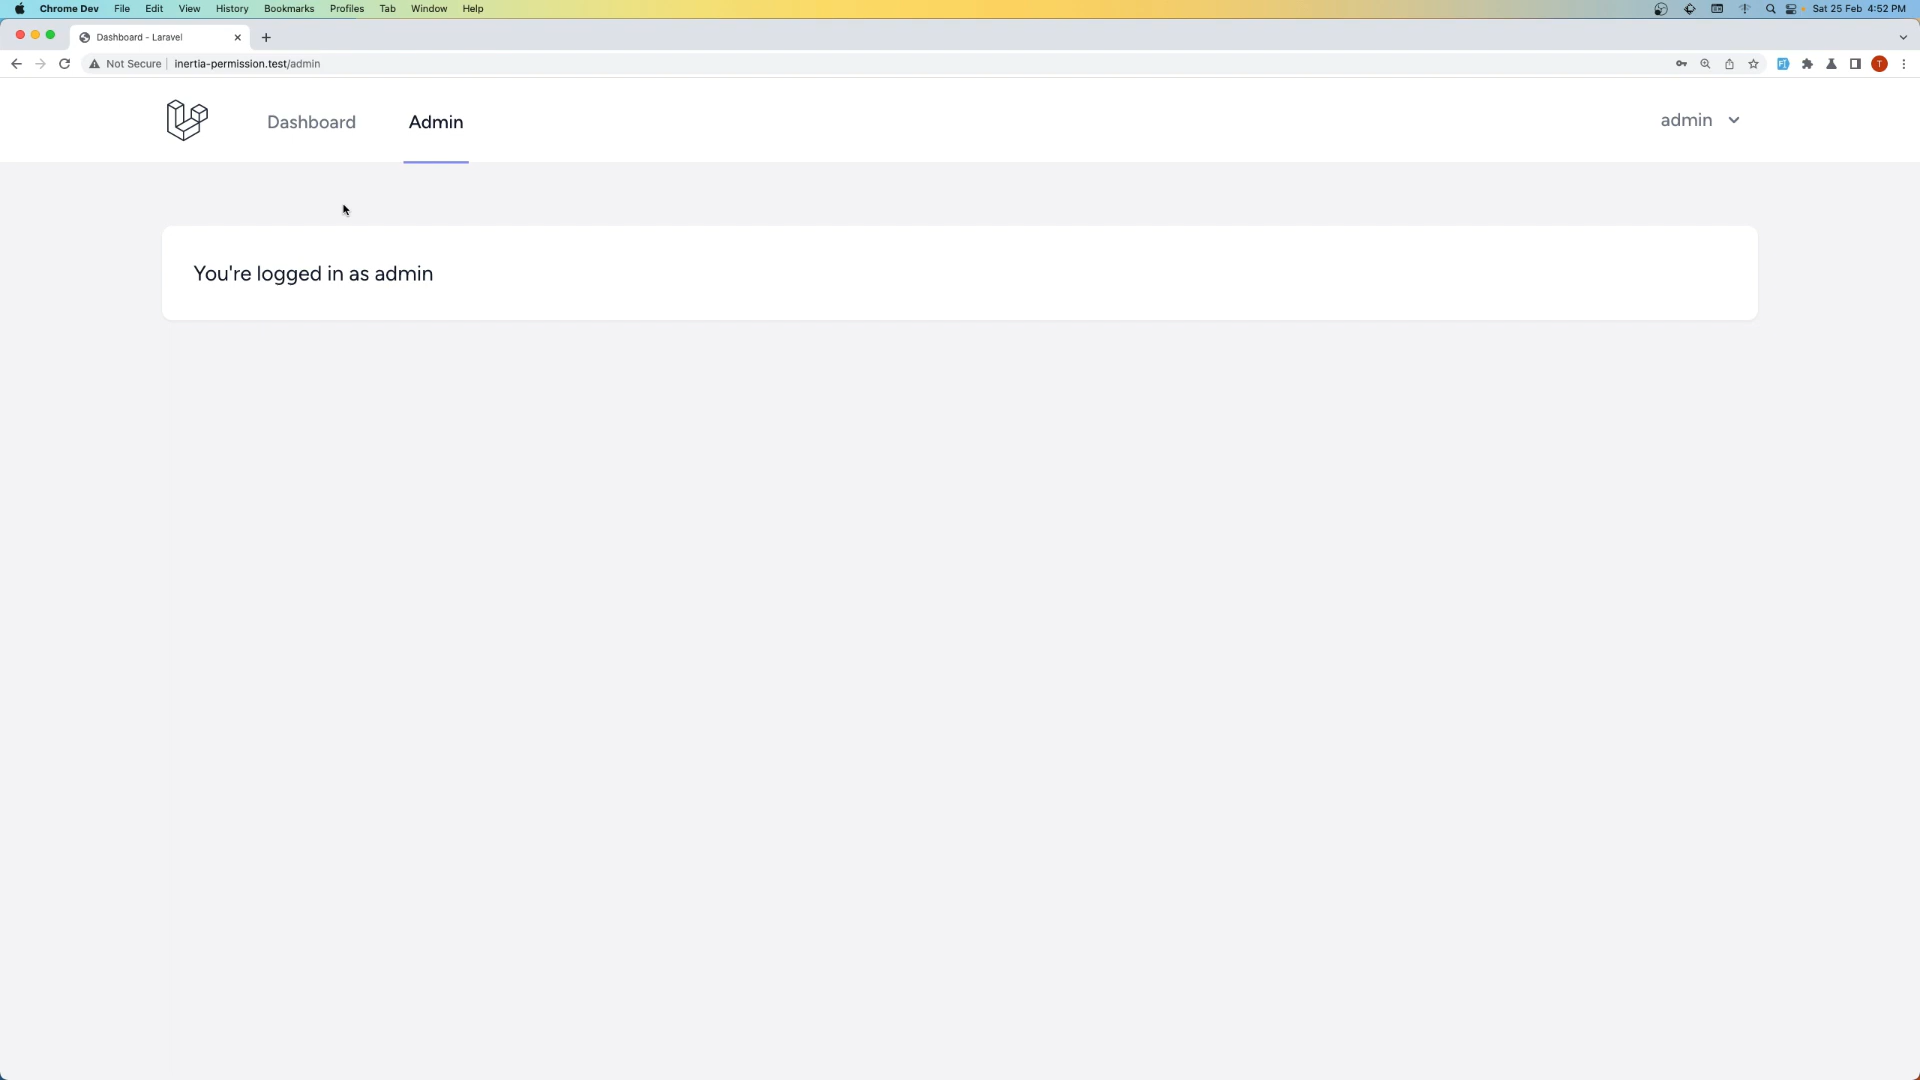 Chrome Dev File Edit View History Bookmarks Profiles Tab Window Help Sat 25 Feb 4:52 PM
Dashboard - Laravel
Not Secure inertia-permission.test/admin T
Dashboard Admin admin
You're logged in as admin